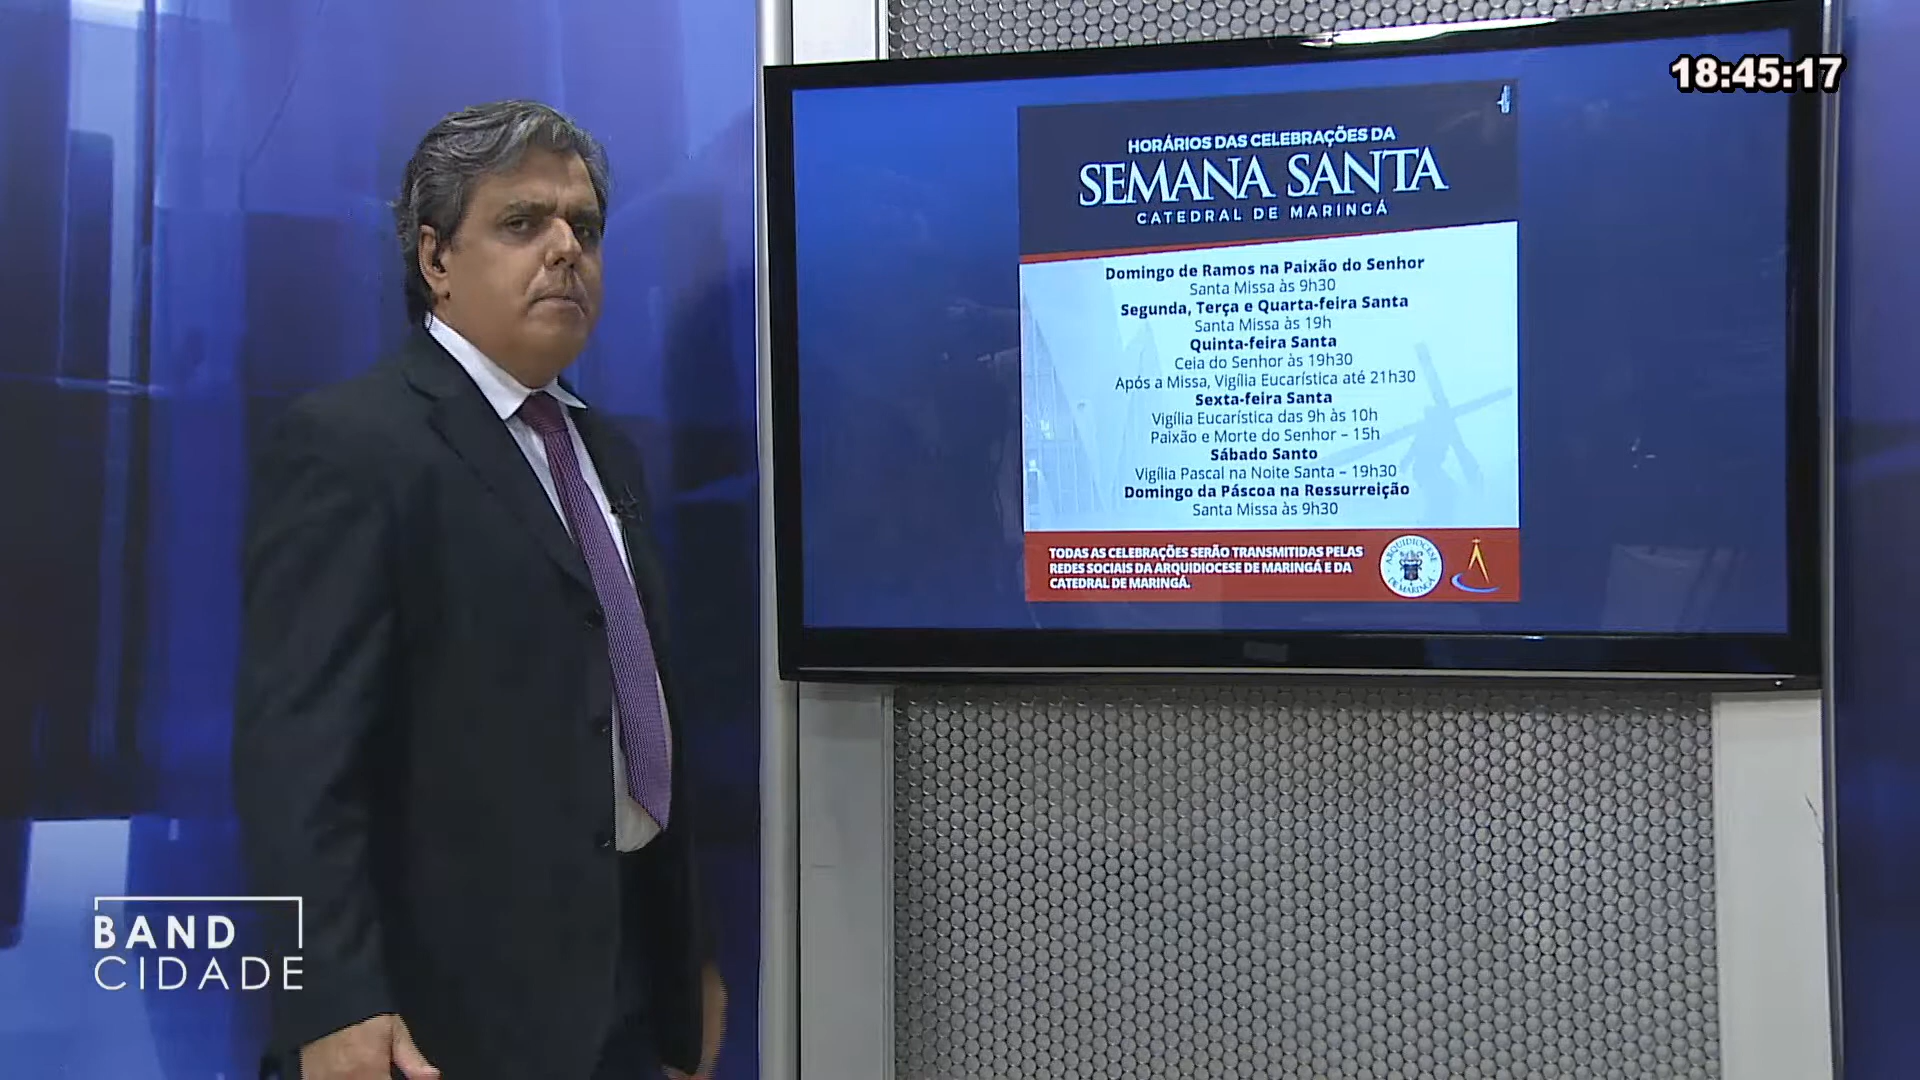 18:45:17
HORÁRIOS DAS CELEBRAÇÕES DA
SEMANA SANTA
CATEDRAL DE MARINGÁ
Domingo de Ramos na Paixão do Senhor
Santa Missa às 9h30
Segunda, Terça e Quarta-feira Santa
Santa Missa às 19h
Quinta-feira Santa
Ceia do Senhor às 19h30
Após a Missa, Vigília Eucarística até 21h30
Sexta-feira Santa
Vigília Eucarística das 9h às 10h
Paixão e Morte do Senhor – 15h
Sábado Santo
Vigília Pascal na Noite Santa – 19h30
Domingo da Páscoa na Ressurreição
Santa Missa às 9h30
TODAS AS CELEBRAÇÕES SERÃO TRANSMITIDAS PELAS
REDES SOCIAIS DA ARQUIDIOCESE DE MARINGÁ E DA
CATEDRAL DE MARINGÁ.
ARQUIDIOCESE
DE MARINGÁ
BAND
CIDADE